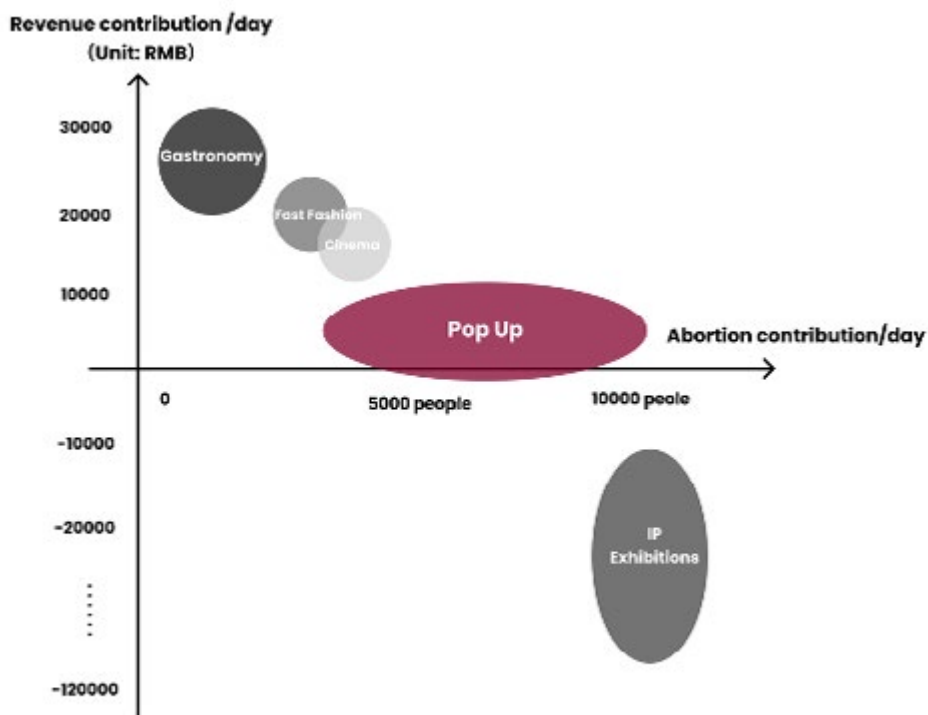 Revenue contribution /day
(Unit: RMB)
30000
Gastronomy
20000
Fast Fashion
Cinema
10000
Pop Up
Abortion contribution/day
0
5000 people
10000 peole
-10000
-20000
IP
Exhibitions
-120000